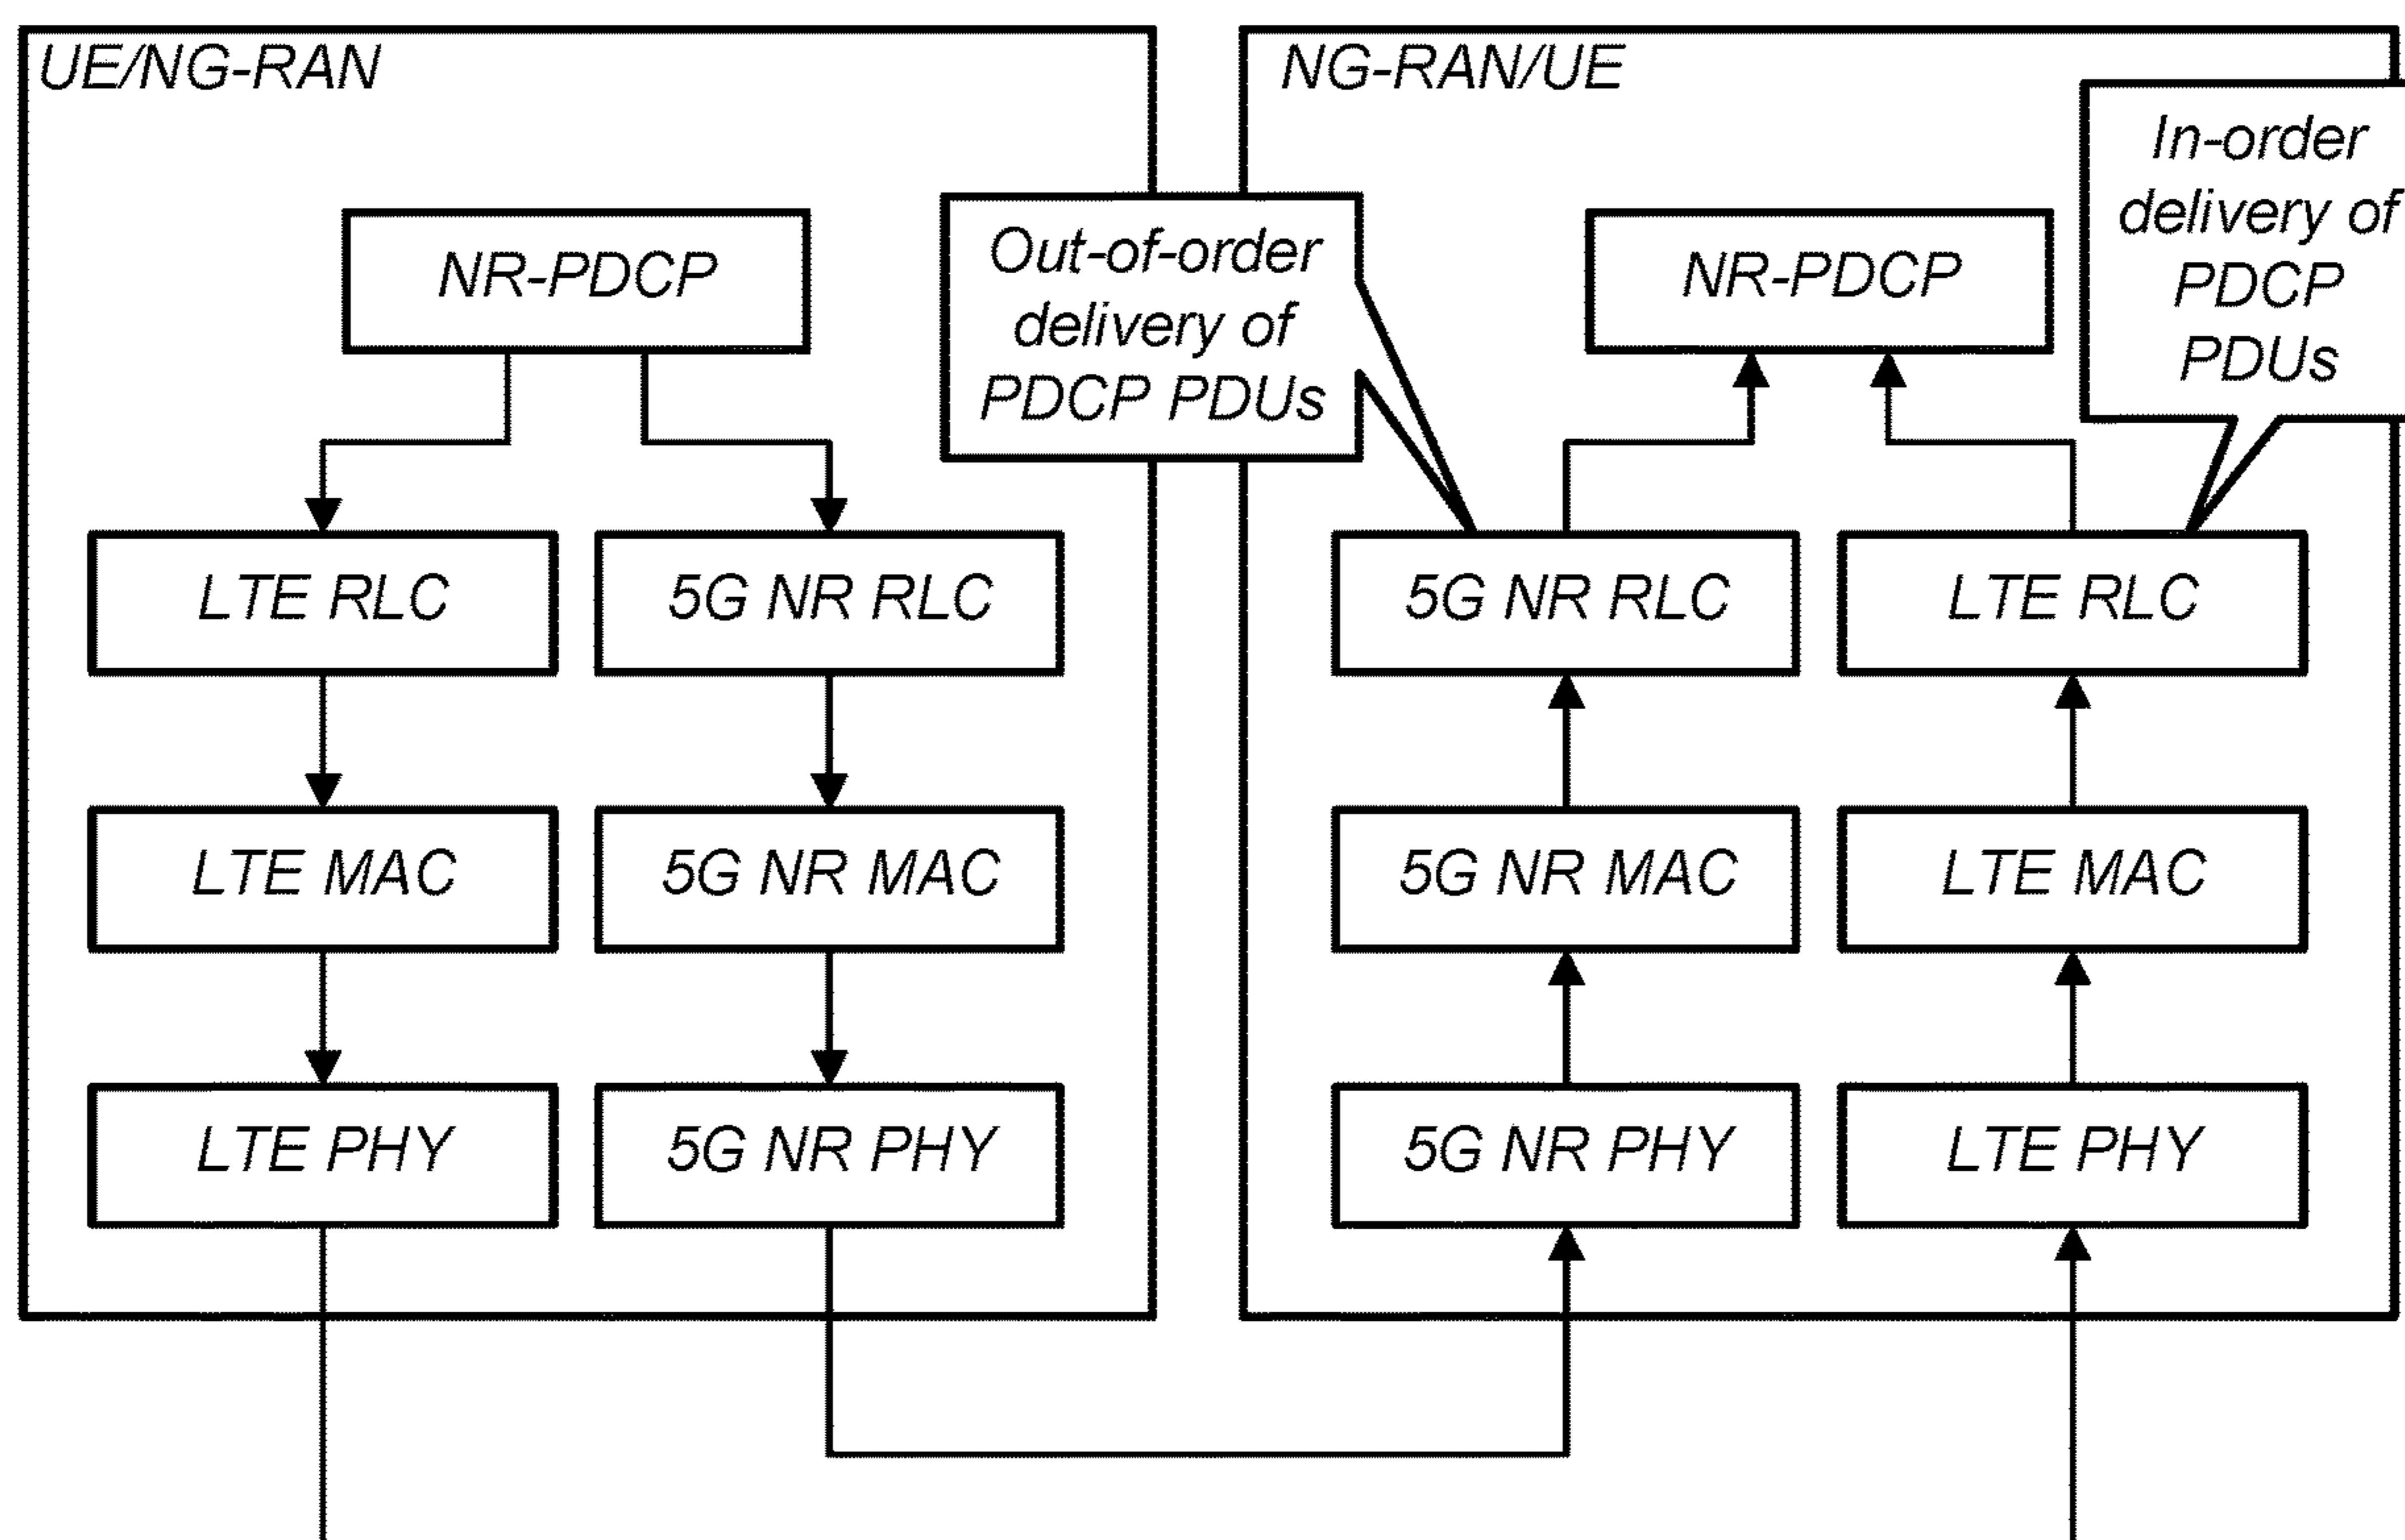 UE/NG-RAN
NR-PDCP
LTE RLC
5G NR RLC
LTE MAC
5G NR MAC
LTE PHY
5G NR PHY
Out-of-order
delivery of
PDCP PDUs
NG-RAN/UE
NR-PDCP
In-order
delivery of
PDCP
PDUs
5G NR RLC
LTE RLC
5G NR MAC
LTE MAC
5G NR PHY
LTE PHY